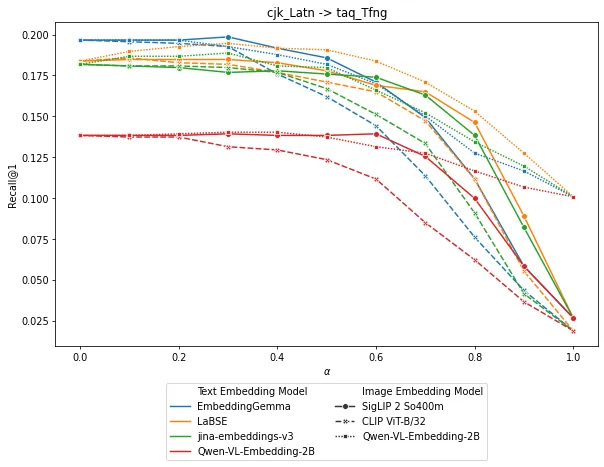 cjk_Latn -> taq_Tfng
0.200
0.175
0.150
0.125
0.100
0.075
0.050
0.025
Recall@1
0.0 0.2 0.4 0.6 0.8 1.0
α
Text Embedding Model
EmbeddingGemma
LaBSE
jina-embeddings-v3
Qwen-VL-Embedding-2B
Image Embedding Model
SigLIP 2 So400m
CLIP ViT-B/32
Qwen-VL-Embedding-2B